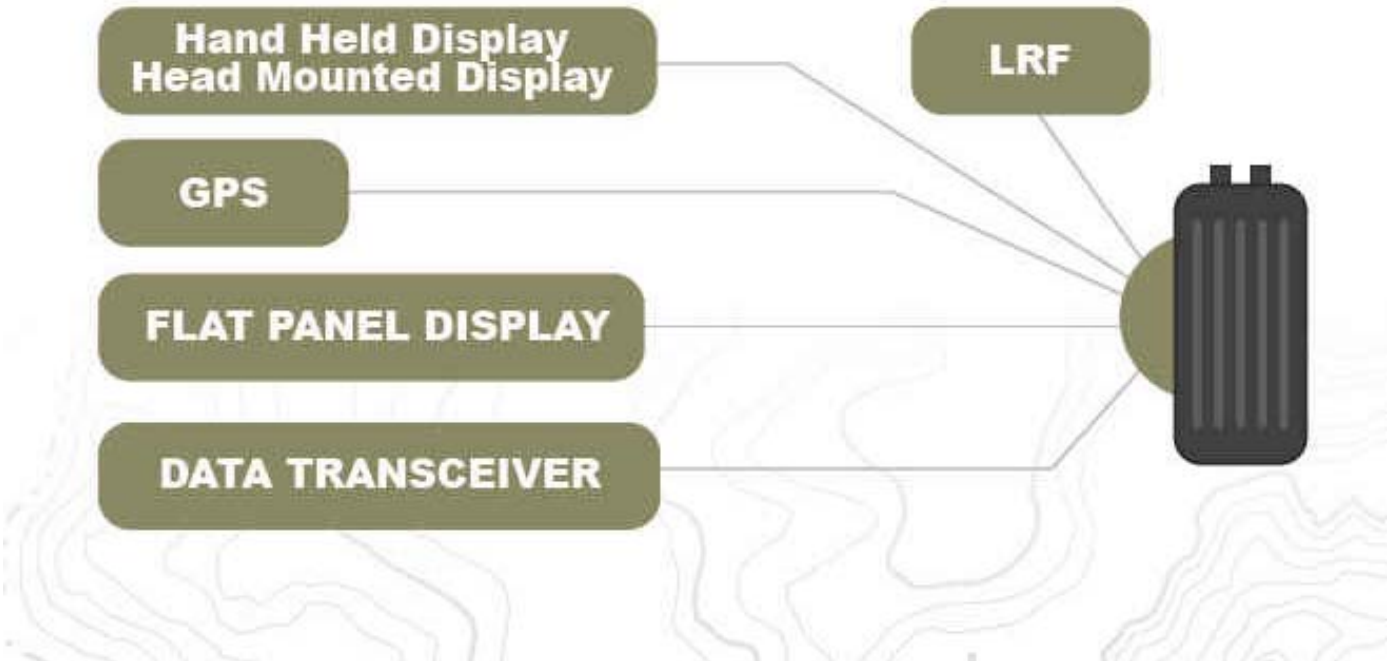 Hand Held Display
Head Mounted Display
LRF
GPS
FLAT PANEL DISPLAY
DATA TRANSCEIVER